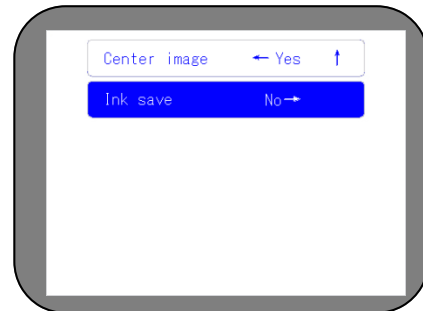 Center image ← Yes ↑
Ink save No→